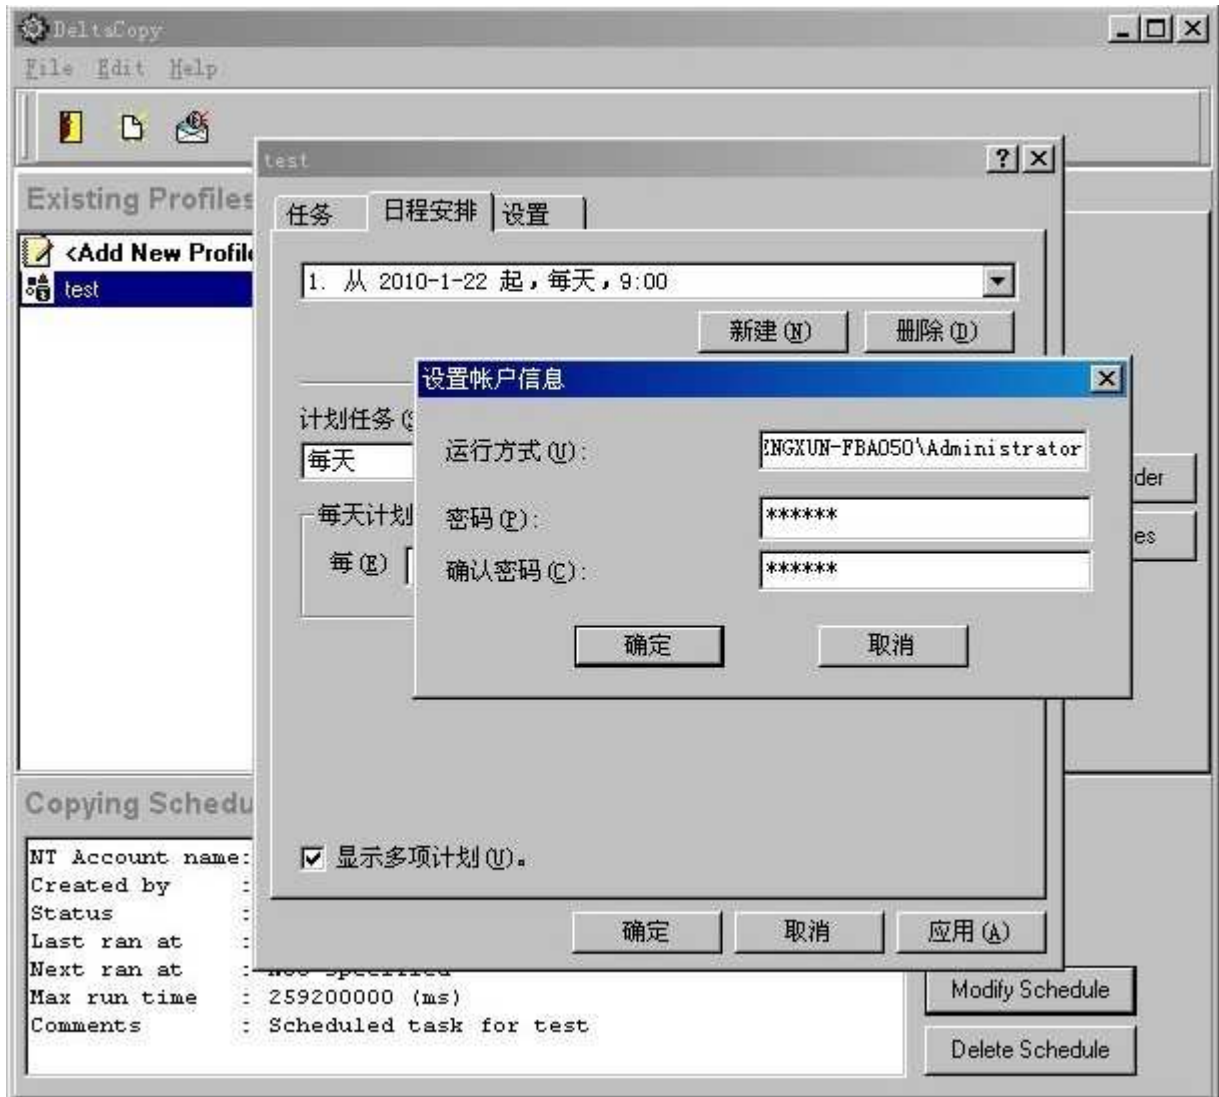 DeltaCopy
File Edit Help
test
Existing Profiles
任务 日程安排 设置
<Add New Profile
test
1. 从 2010-1-22 起，每天，9:00
新建(N) 删除(D)
设置帐户信息
计划任务(S
运行方式(U): ENGXUN-FBA050\Administrator
每天
der
密码(P): ******
每天计划
es
每(E)
确认密码(C): ******
确定 取消
Copying Schedu
显示多项计划(U)。
NT Account name:
Created by :
Status :
确定 取消 应用(A)
Last ran at :
Next ran at : Not Specified
Max run time : 259200000 (ms)
Comments : Scheduled task for test
Modify Schedule
Delete Schedule